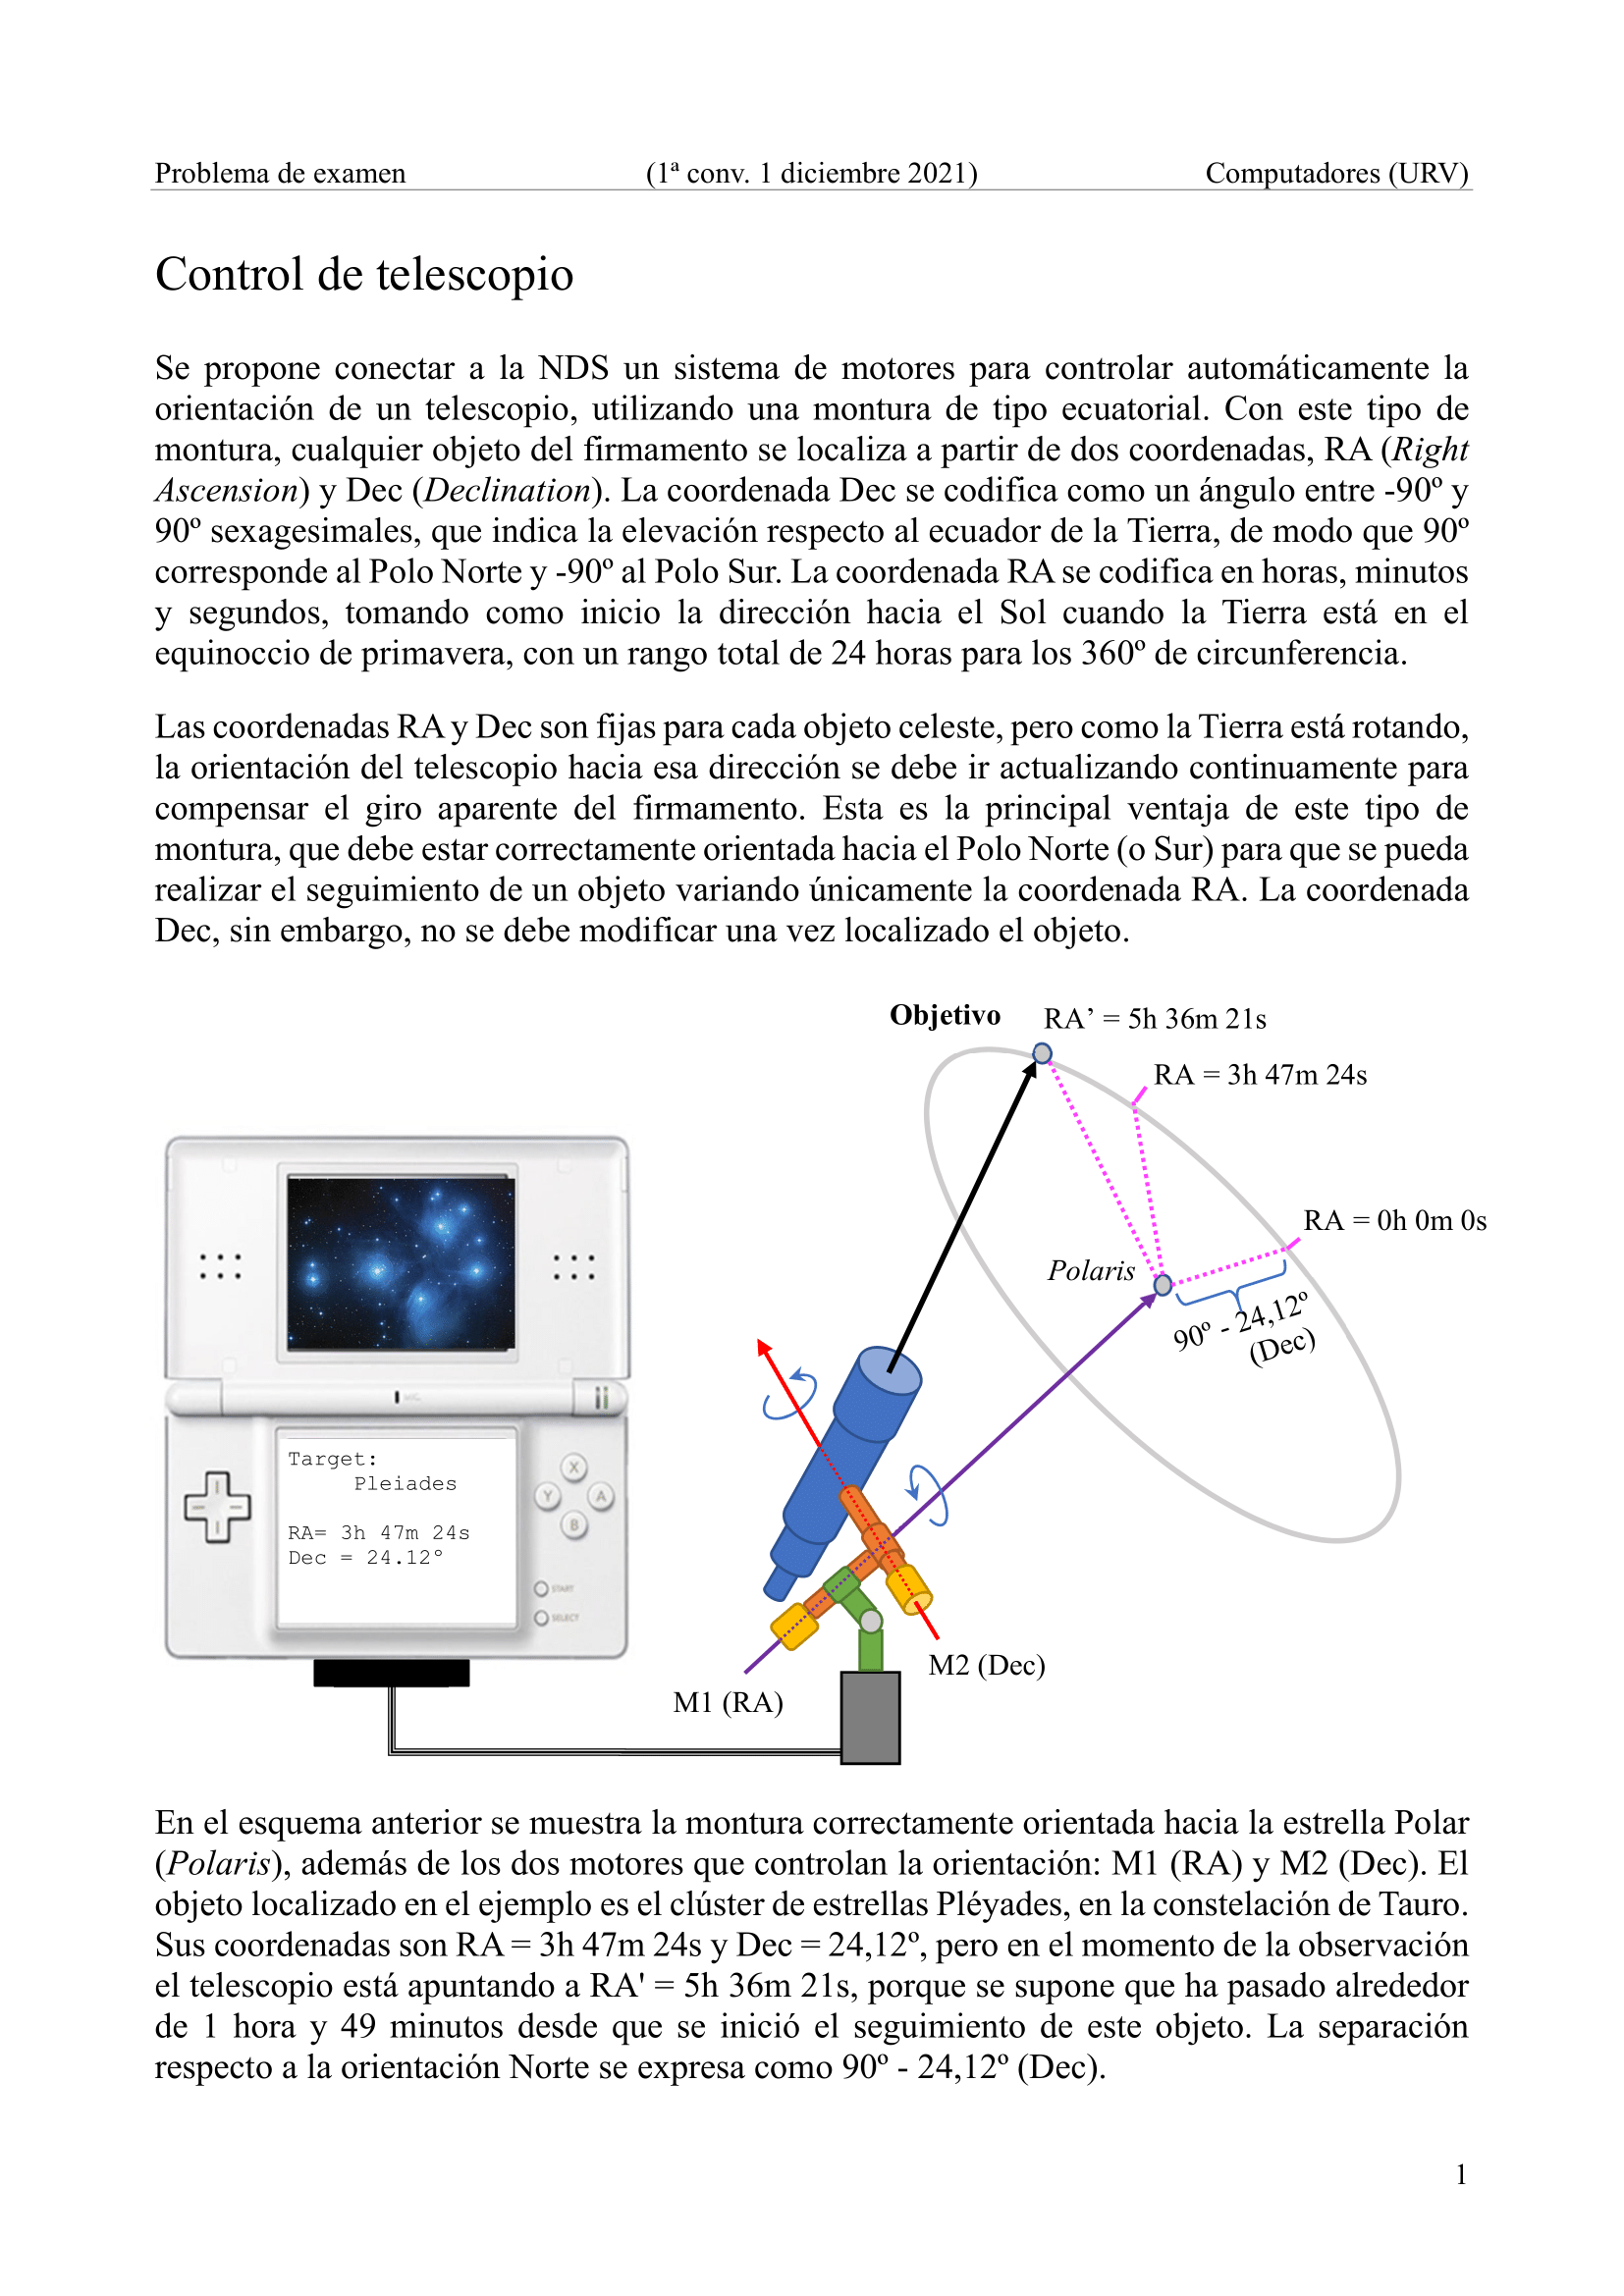 Problema de examen (1ª conv. 1 diciembre 2021) Computadores (URV)
Control de telescopio
Se propone conectar a la NDS un sistema de motores para controlar automáticamente la
orientación de un telescopio, utilizando una montura de tipo ecuatorial. Con este tipo de
montura, cualquier objeto del firmamento se localiza a partir de dos coordenadas, RA (Right
Ascension) y Dec (Declination). La coordenada Dec se codifica como un ángulo entre -90º y
90º sexagesimales, que indica la elevación respecto al ecuador de la Tierra, de modo que 90º
corresponde al Polo Norte y -90º al Polo Sur. La coordenada RA se codifica en horas, minutos
y segundos, tomando como inicio la dirección hacia el Sol cuando la Tierra está en el
equinoccio de primavera, con un rango total de 24 horas para los 360º de circunferencia.
Las coordenadas RA y Dec son fijas para cada objeto celeste, pero como la Tierra está rotando,
la orientación del telescopio hacia esa dirección se debe ir actualizando continuamente para
compensar el giro aparente del firmamento. Esta es la principal ventaja de este tipo de
montura, que debe estar correctamente orientada hacia el Polo Norte (o Sur) para que se pueda
realizar el seguimiento de un objeto variando únicamente la coordenada RA. La coordenada
Dec, sin embargo, no se debe modificar una vez localizado el objeto.
Objetivo RA’ = 5h 36m 21s
RA = 3h 47m 24s
RA = 0h 0m 0s
Polaris
90º - 24,12º
(Dec)
Target:
Pleiades
RA= 3h 47m 24s
Dec = 24.12°
X
Y A
B
START
SELECT
M2 (Dec)
M1 (RA)
En el esquema anterior se muestra la montura correctamente orientada hacia la estrella Polar
(Polaris), además de los dos motores que controlan la orientación: M1 (RA) y M2 (Dec). El
objeto localizado en el ejemplo es el clúster de estrellas Pléyades, en la constelación de Tauro.
Sus coordenadas son RA = 3h 47m 24s y Dec = 24,12º, pero en el momento de la observación
el telescopio está apuntando a RA' = 5h 36m 21s, porque se supone que ha pasado alrededor
de 1 hora y 49 minutos desde que se inició el seguimiento de este objeto. La separación
respecto a la orientación Norte se expresa como 90º - 24,12º (Dec).
1